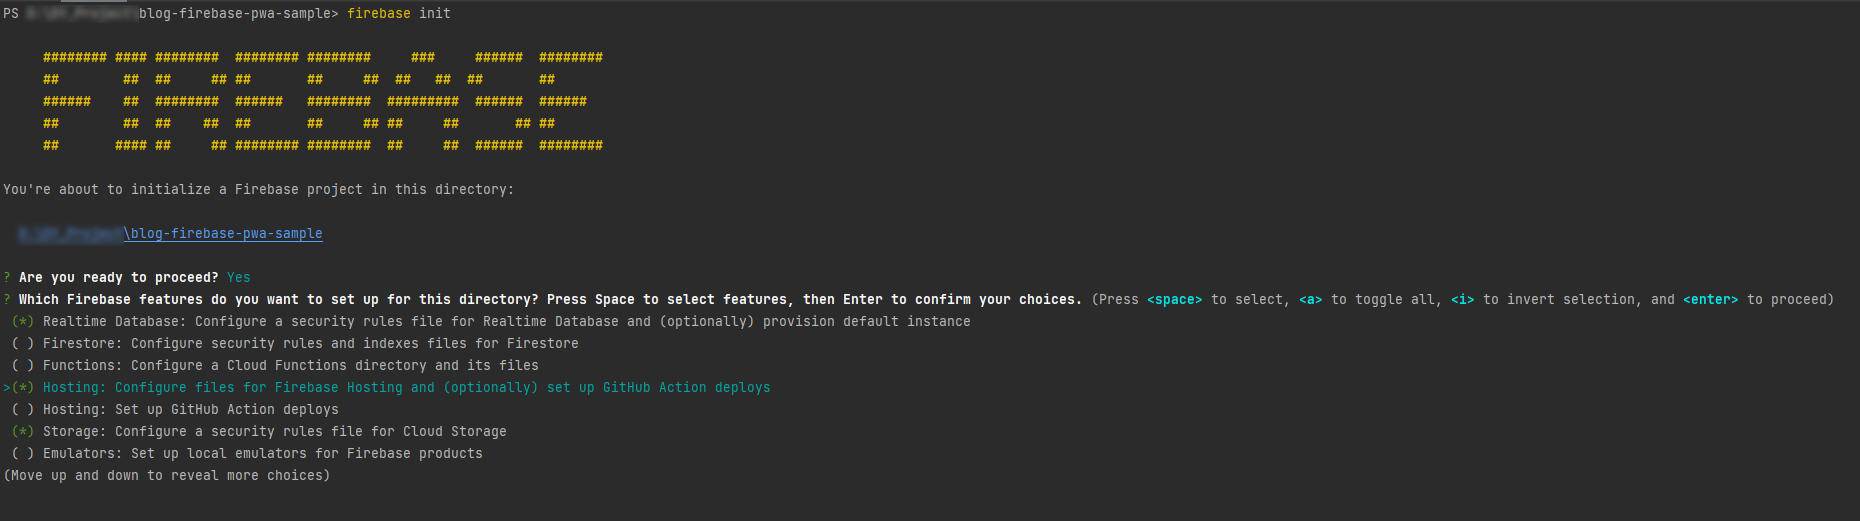 PS blog-firebase-pwa-sample> firebase init
######## #### ######## ######## ########     ###     ######  ########
##        ##  ##     ## ##       ##     ##  ##   ##  ##       ##
######    ##  ########  ######   ########  #########  ######  ######
##        ##  ##    ##  ##       ##     ## ##     ##       ## ##
##       #### ##     ## ######## ########  ##     ##  ######  ########
You're about to initialize a Firebase project in this directory:
\blog-firebase-pwa-sample
? Are you ready to proceed? Yes
? Which Firebase features do you want to set up for this directory? Press Space to select features, then Enter to confirm your choices. (Press <space> to select, <a> to toggle all, <i> to invert selection, and <enter> to proceed)
(*) Realtime Database: Configure a security rules file for Realtime Database and (optionally) provision default instance
( ) Firestore: Configure security rules and indexes files for Firestore
( ) Functions: Configure a Cloud Functions directory and its files
>(*) Hosting: Configure files for Firebase Hosting and (optionally) set up GitHub Action deploys
( ) Hosting: Set up GitHub Action deploys
(*) Storage: Configure a security rules file for Cloud Storage
( ) Emulators: Set up local emulators for Firebase products
(Move up and down to reveal more choices)